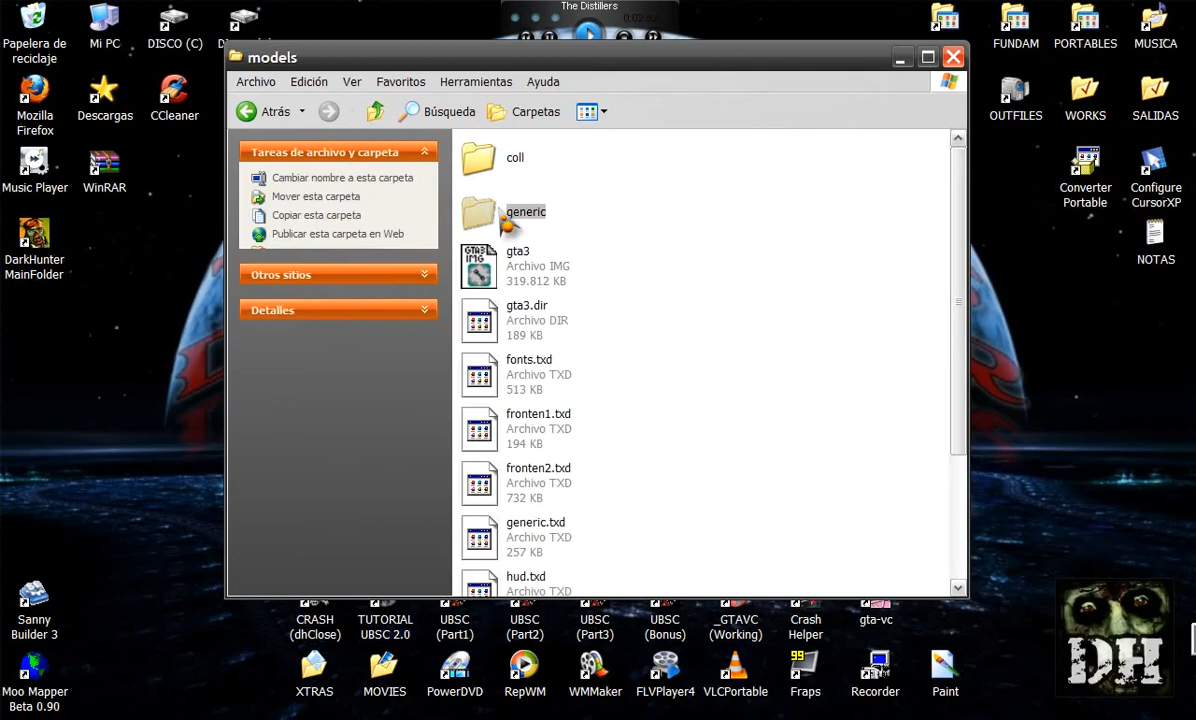 The Distillers
0:02:52
Papelera de
reciclaje
Mi PC
DISCO (C)
FUNDAM
PORTABLES
MUSICA
models
Archivo
Edición
Ver
Favoritos
Herramientas
Ayuda
Atrás
Búsqueda
Carpetas
Mozilla
Firefox
Descargas
CCleaner
OUTFILES
WORKS
SALIDAS
Tareas de archivo y carpeta
Cambiar nombre a esta carpeta
Mover esta carpeta
Copiar esta carpeta
Publicar esta carpeta en Web
Otros sitios
Detalles
coll
generic
GTA3
IMG
gta3
Archivo IMG
319.812 KB
gta3.dir
Archivo DIR
189 KB
fonts.txd
Archivo TXD
513 KB
fronten1.txd
Archivo TXD
194 KB
fronten2.txd
Archivo TXD
732 KB
generic.txd
Archivo TXD
257 KB
hud.txd
Archivo TXD
Music Player
WinRAR
Converter
Portable
Configure
CursorXP
DarkHunter
MainFolder
NOTAS
Sanny
Builder 3
CRASH
(dhClose)
TUTORIAL
UBSC 2.0
UBSC
(Part1)
UBSC
(Part2)
UBSC
(Part3)
UBSC
(Bonus)
_GTAVC
(Working)
Crash
Helper
gta-vc
Moo Mapper
Beta 0.90
XTRAS
MOVIES
PowerDVD
RepWM
WMMaker
FLVPlayer4
VLCPortable
99
Fraps
Recorder
Paint
DH